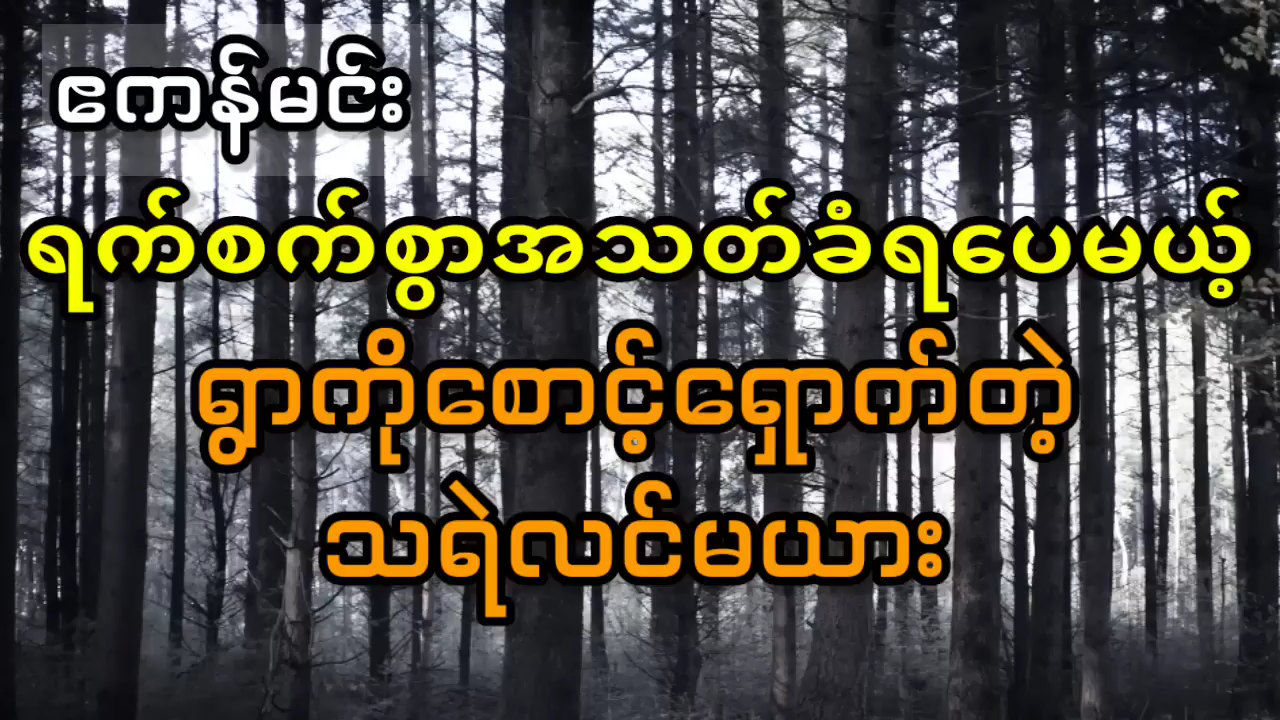 ဧကန်မင်း
ရက်စက်စွာအသတ်ခံရပေမယ့်
ရွာကိုစောင့်ရှောက်တဲ့
သရဲလင်မယား